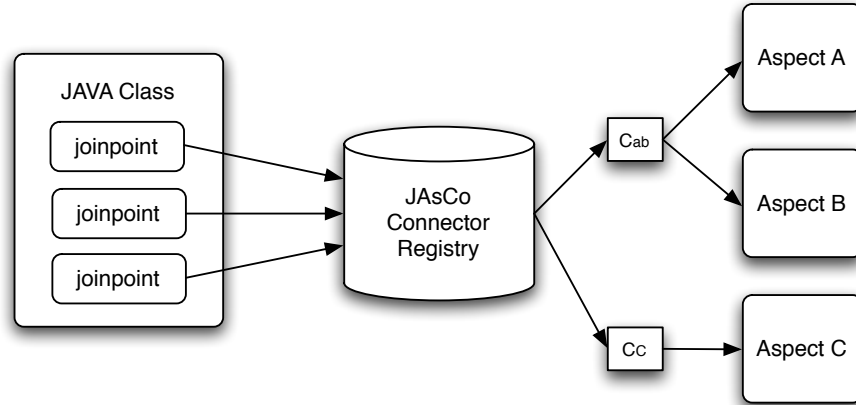 JAVA Class
joinpoint
joinpoint
joinpoint
JAsCo
Connector
Registry
Cab
Cc
Aspect A
Aspect B
Aspect C